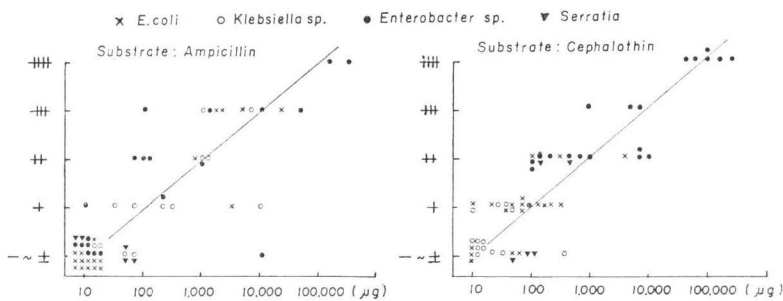 × E.coli ○ Klebsiella sp. ● Enterobacter sp. ▼ Serratia
Substrate : Ampicillin
Substrate : Cephalothin
++++
+++
++
+
− ~ ±
10 100 1,000 10,000 100,000 (μg)
++++
+++
++
+
− ~ ±
10 100 1,000 10,000 100,000 (μg)